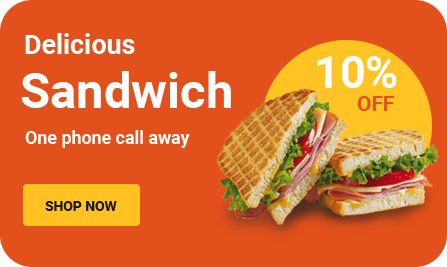 Delicious
Sandwich
One phone call away
SHOP NOW
10%
OFF